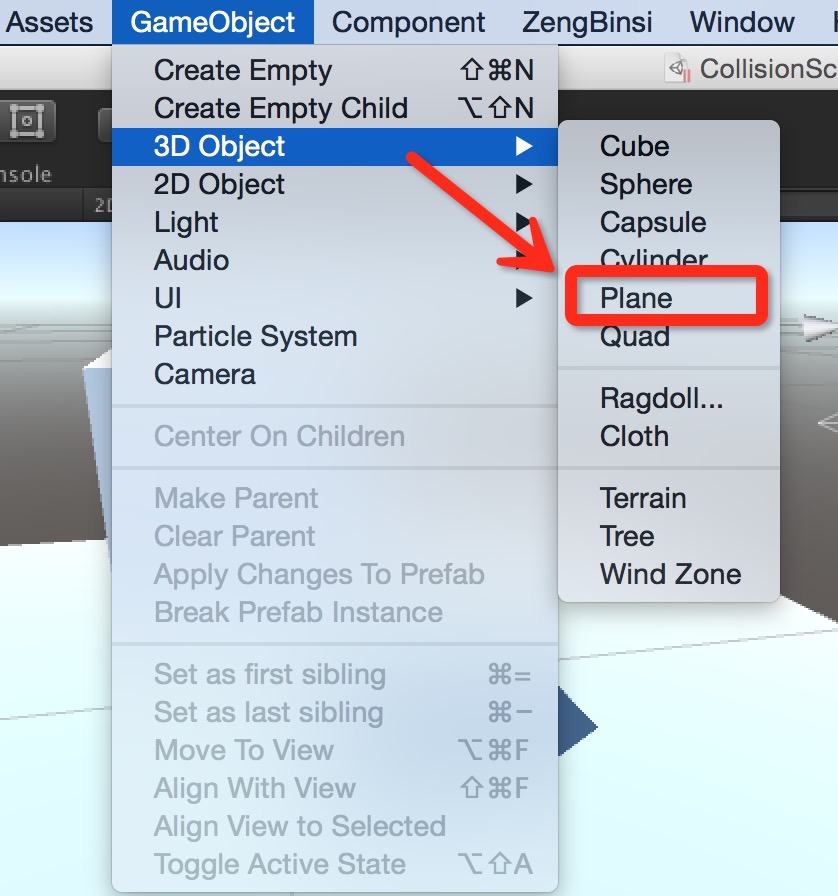 Assets GameObject Component ZengBinsi Window
CollisionSc
Create Empty ⇧⌘N
Create Empty Child ⌥⇧N
3D Object ▶
2D Object ▶
Light ▶
Audio ▶
UI ▶
Particle System
Camera
Center On Children
Make Parent
Clear Parent
Apply Changes To Prefab
Break Prefab Instance
Set as first sibling ⌘=
Set as last sibling ⌘−
Move To View ⌥⌘F
Align With View ⇧⌘F
Align View to Selected
Toggle Active State ⌥⇧A
Cube
Sphere
Capsule
Cylinder
Plane
Quad
Ragdoll...
Cloth
Terrain
Tree
Wind Zone
nsole
2D